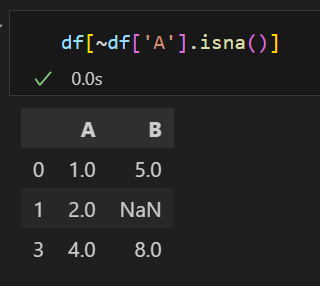 df[~df['A'].isna()]
0.0s
A B
0 1.0 5.0
1 2.0 NaN
3 4.0 8.0